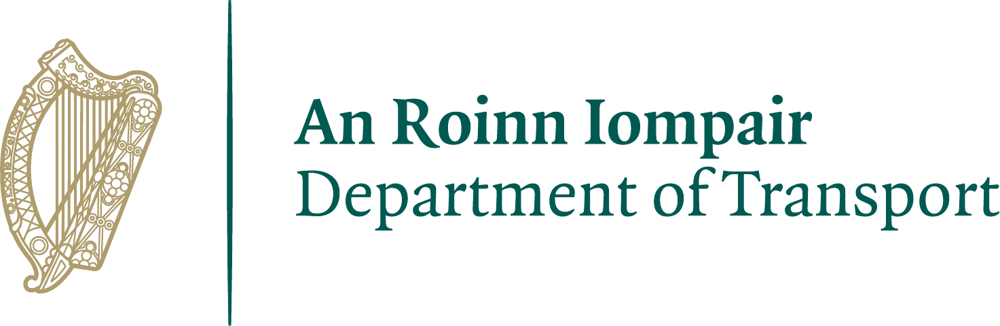 An Roinn Iompair
Department of Transport